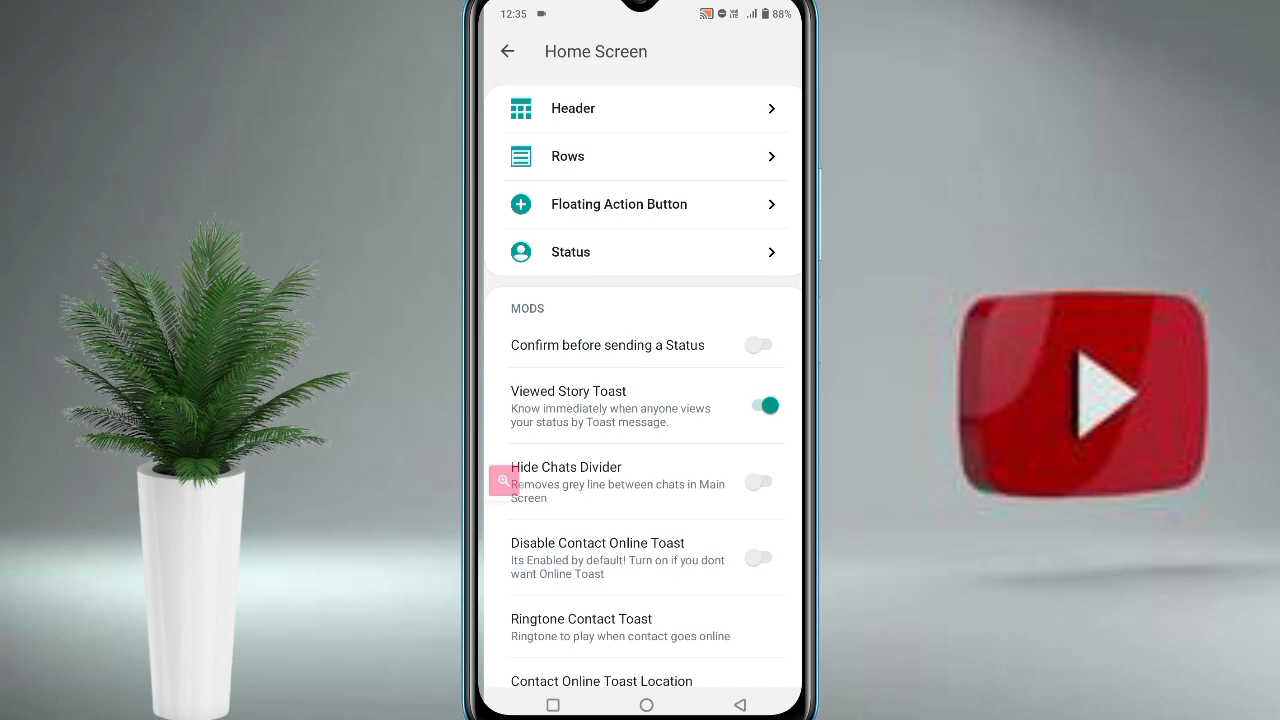 12:35
88%
Home Screen
Header
Rows
Floating Action Button
Status
MODS
Confirm before sending a Status
Viewed Story Toast
Know immediately when anyone views
your status by Toast message.
Hide Chats Divider
Removes grey line between chats in Main
Screen
Disable Contact Online Toast
Its Enabled by default! Turn on if you dont
want Online Toast
Ringtone Contact Toast
Ringtone to play when contact goes online
Contact Online Toast Location